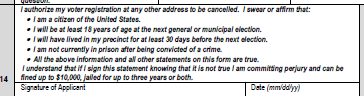 question.
I authorize my voter registration at any other address to be cancelled. I swear or affirm that:
• I am a citizen of the United States.
• I will be at least 18 years of age at the next general or municipal election.
• I will have lived in my precinct for at least 30 days before the next election.
• I am not currently in prison after being convicted of a crime.
• All the above information and all other statements on this form are true.
I understand that if I sign this statement knowing that it is not true I am committing perjury and can be
fined up to $10,000, jailed for up to three years or both.
14
Signature of Applicant
Date (mm/dd/yy)